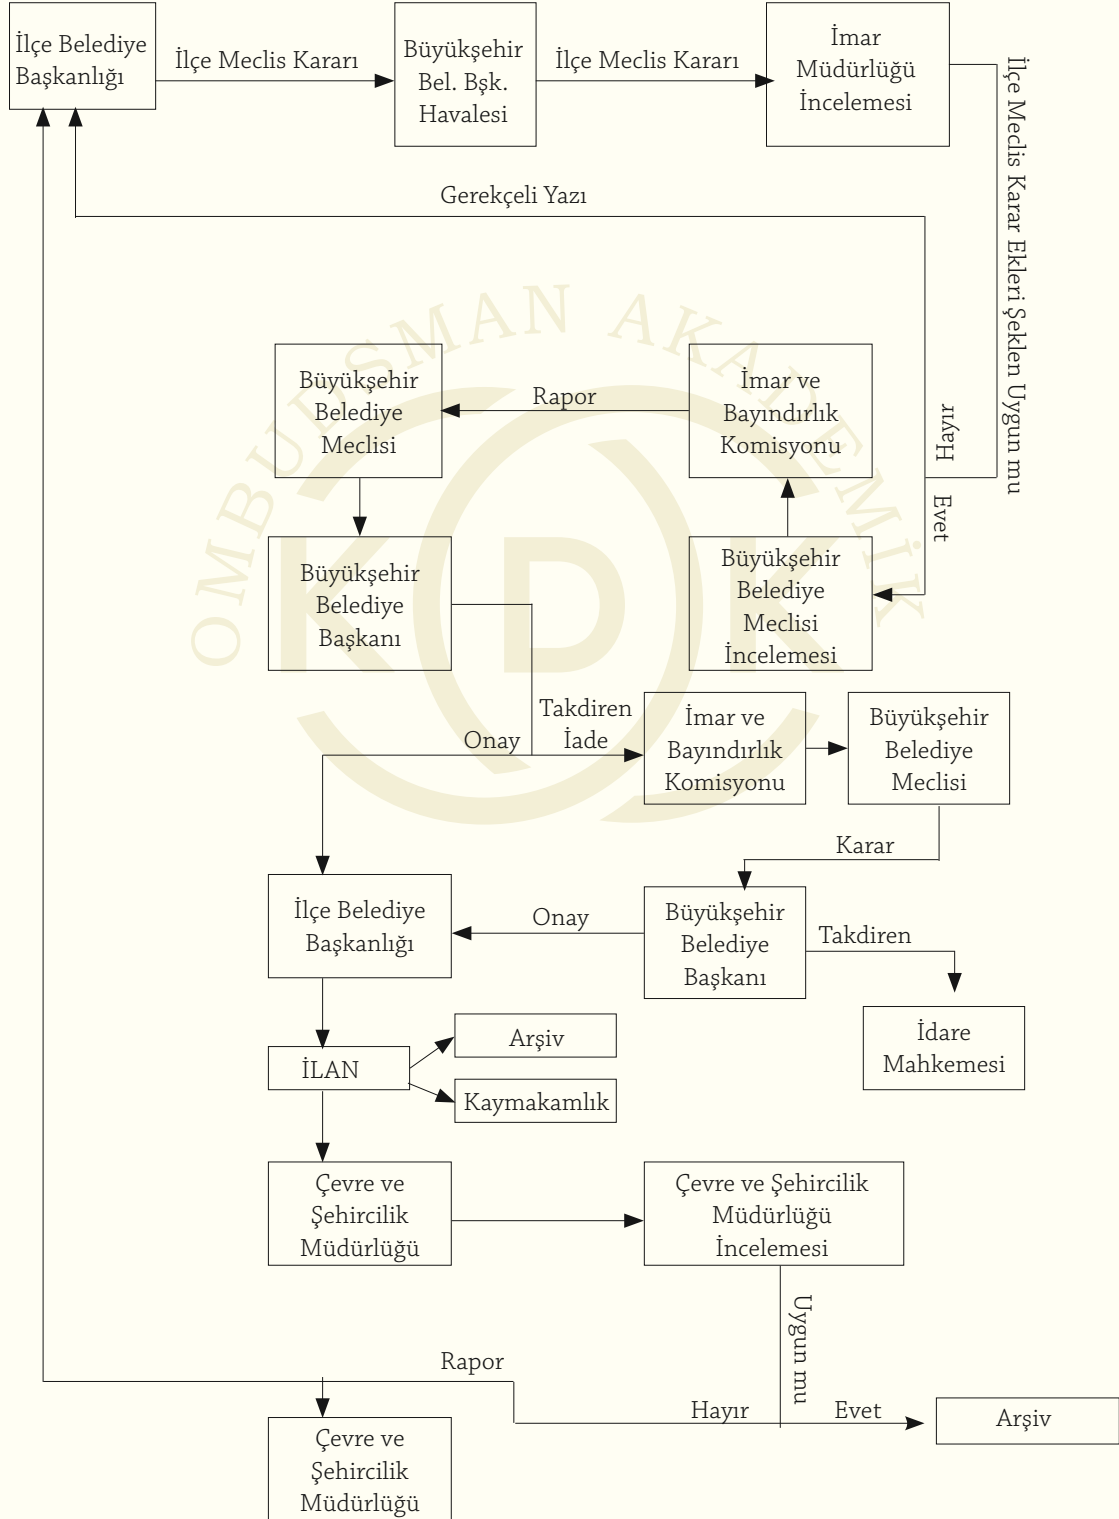 İlçe Belediye
Başkanlığı
İlçe Meclis Kararı
Büyükşehir
Bel. Bşk.
Havalesi
İlçe Meclis Kararı
İmar
Müdürlüğü
İncelemesi
İlçe Meclis Karar Ekleri Şeklen Uygun mu
Gerekçeli Yazı
Hayır
Evet
OMBUDSMAN AKADEMİK
KDK
Büyükşehir
Belediye
Meclisi
Rapor
İmar ve
Bayındırlık
Komisyonu
Büyükşehir
Belediye
Başkanı
Büyükşehir
Belediye
Meclisi
İncelemesi
Onay
Takdiren
İade
İmar ve
Bayındırlık
Komisyonu
Büyükşehir
Belediye
Meclisi
Karar
İlçe Belediye
Başkanlığı
Onay
Büyükşehir
Belediye
Başkanı
Takdiren
İdare
Mahkemesi
İLAN
Arşiv
Kaymakamlık
Çevre ve
Şehircilik
Müdürlüğü
Çevre ve Şehircilik
Müdürlüğü
İncelemesi
Uygun mu
Rapor
Hayır
Evet
Arşiv
Çevre ve
Şehircilik
Müdürlüğü